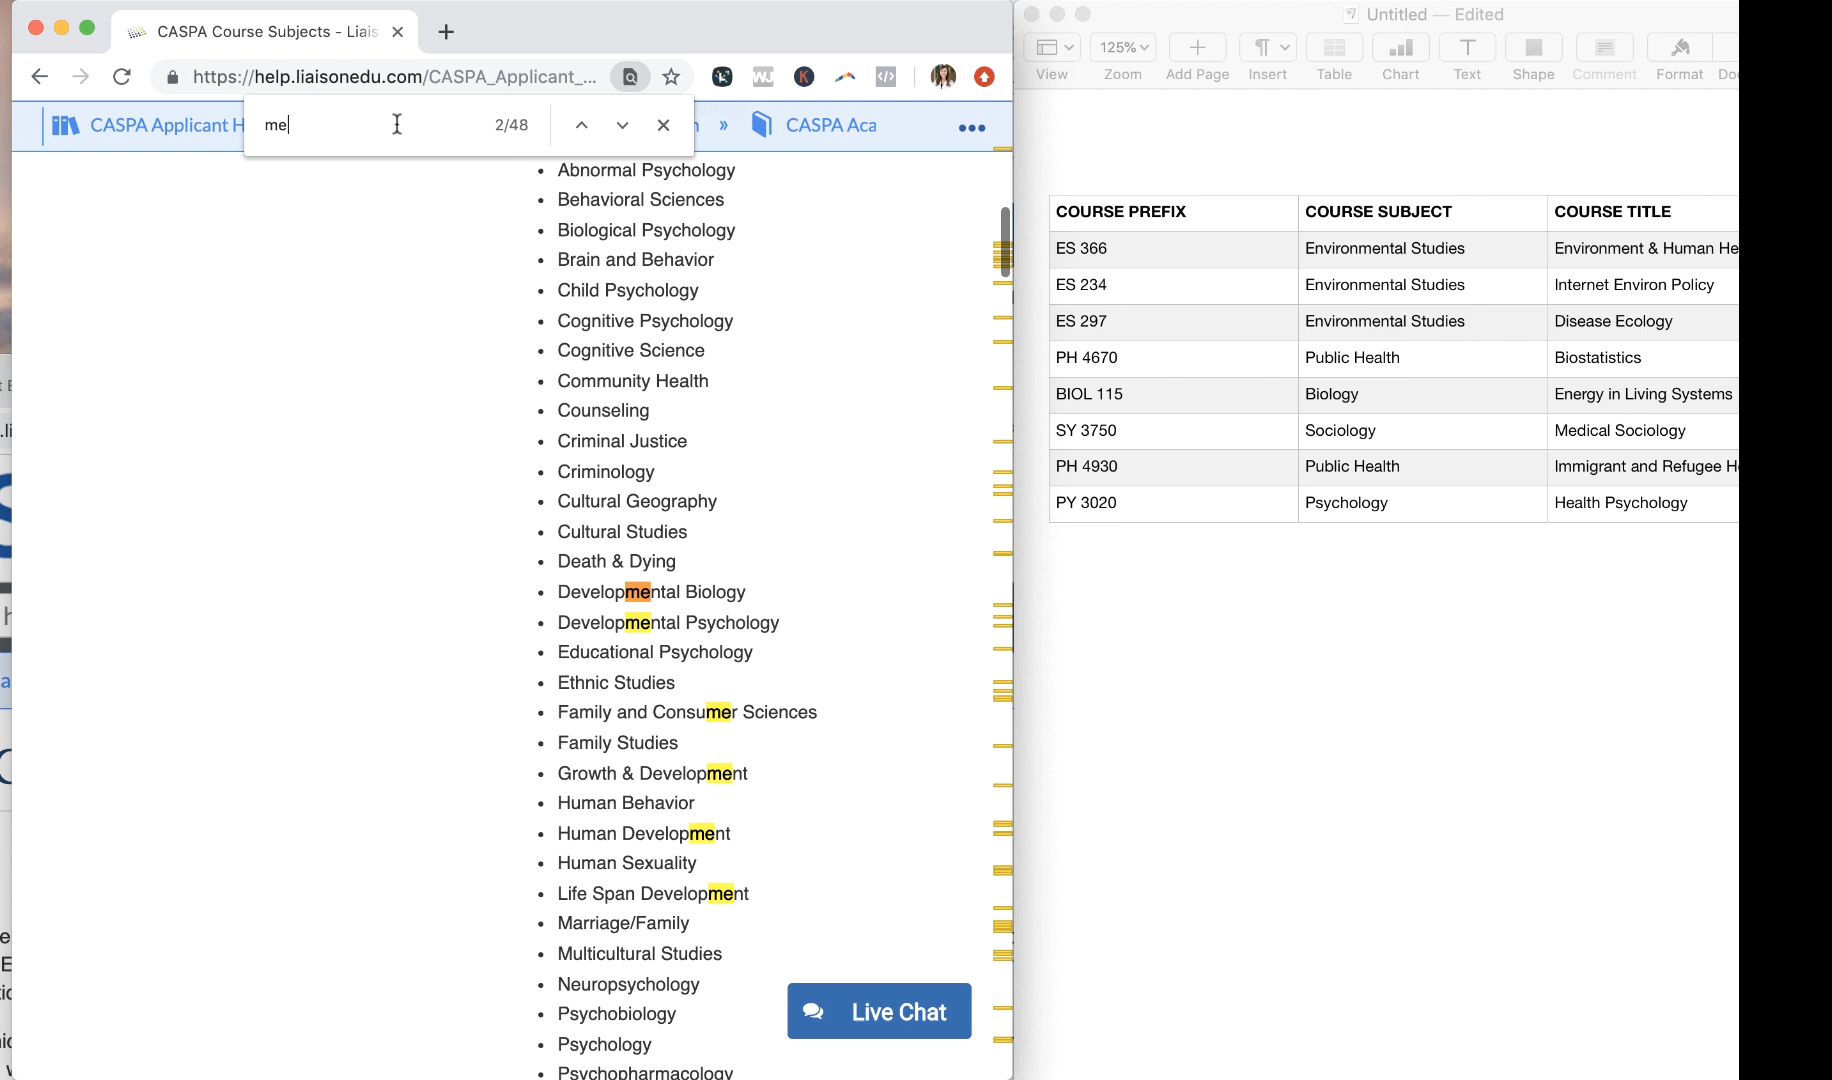 CASPA Course Subjects - Liais
https://help.liaisonedu.com/CASPA_Applicant_...
CASPA Applicant H
»
CASPA Aca
me
2/48
Abnormal Psychology
Behavioral Sciences
Biological Psychology
Brain and Behavior
Child Psychology
Cognitive Psychology
Cognitive Science
Community Health
Counseling
Criminal Justice
Criminology
Cultural Geography
Cultural Studies
Death & Dying
Developmental Biology
Developmental Psychology
Educational Psychology
Ethnic Studies
Family and Consumer Sciences
Family Studies
Growth & Development
Human Behavior
Human Development
Human Sexuality
Life Span Development
Marriage/Family
Multicultural Studies
Neuropsychology
Psychobiology
Psychology
Psychopharmacology
Live Chat
Untitled — Edited
125%
View Zoom Add Page Insert Table Chart Text Shape Comment Format Doc
COURSE PREFIX COURSE SUBJECT COURSE TITLE
ES 366 Environmental Studies Environment & Human He
ES 234 Environmental Studies Internet Environ Policy
ES 297 Environmental Studies Disease Ecology
PH 4670 Public Health Biostatistics
BIOL 115 Biology Energy in Living Systems
SY 3750 Sociology Medical Sociology
PH 4930 Public Health Immigrant and Refugee H
PY 3020 Psychology Health Psychology